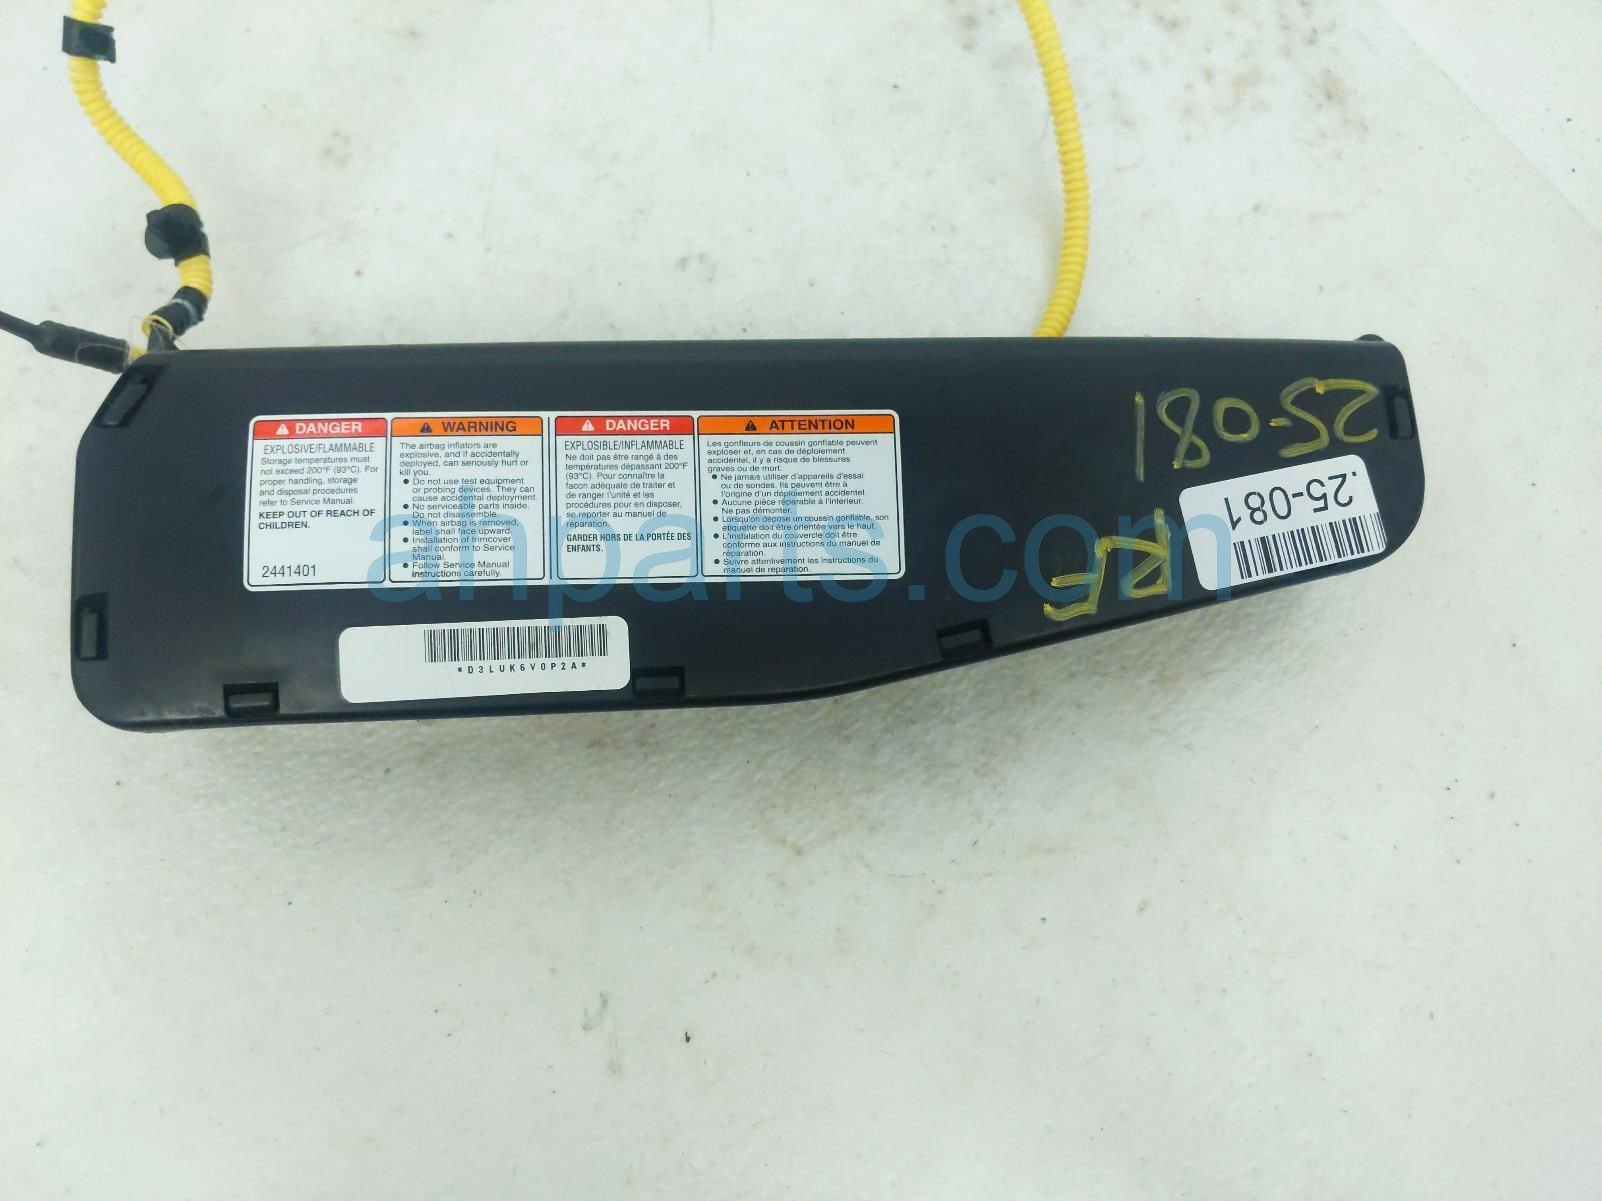 DANGER
EXPLOSIVE/FLAMMABLE
Storage temperatures must
not exceed 200°F (93°C). For
proper handling, storage
and disposal procedures
refer to Service Manual.
KEEP OUT OF REACH OF
CHILDREN.
2441401
WARNING
The airbag inflators are
explosive, and if accidentally
deployed, can seriously hurt or
kill you.
● Do not use test equipment
or probing devices. They can
cause accidental deployment.
● No serviceable parts inside.
Do not disassemble.
● When airbag is removed,
label shall face upward.
● Installation of trimcover
shall conform to Service
Manual.
● Follow Service Manual
instructions carefully.
DANGER
EXPLOSIBLE/INFLAMMABLE
Ne doit pas être rangé à des
températures dépassant 200°F
(93°C). Pour connaître la
facon adéquate de traiter et
de ranger l'unité et les
procédures pour en disposer,
se reporter au manuel de
réparation.
GARDER HORS DE LA PORTÉE DES
ENFANTS.
ATTENTION
Les gonfleurs de coussin gonflable peuvent
exploser et, en cas de déploiement
accidentel, il y a risque de blessures
graves ou de mort.
● Ne jamais utiliser d'appareils d'essai
ou de sondes. Ils peuvent être à
l'origine d'un déploiement accidentel.
● Aucune pièce réparable à l'interieur.
Ne pas démonter.
● Lorsqu'on dépose un coussin gonflable, son
etiquette doit être orientée vers le haut.
● L'installation du couvercle doit être
conforme aux instructions du manuel de
réparation.
● Suivre attentivement les instructions du
manuel de reparation.
25-081
RF
.25-081
*D3LUK6V0P2A*
ahparts.com